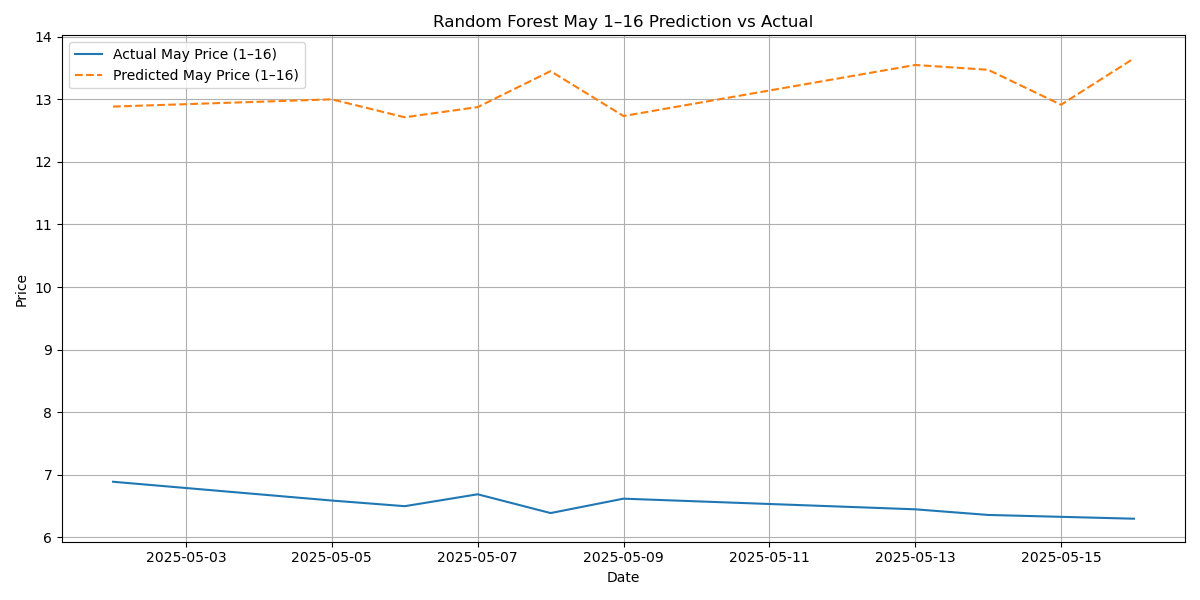 Random Forest May 1–16 Prediction vs Actual
Actual May Price (1–16)
Predicted May Price (1–16)
Price
14
13
12
11
10
9
8
7
6
2025-05-03 2025-05-05 2025-05-07 2025-05-09 2025-05-11 2025-05-13 2025-05-15
Date